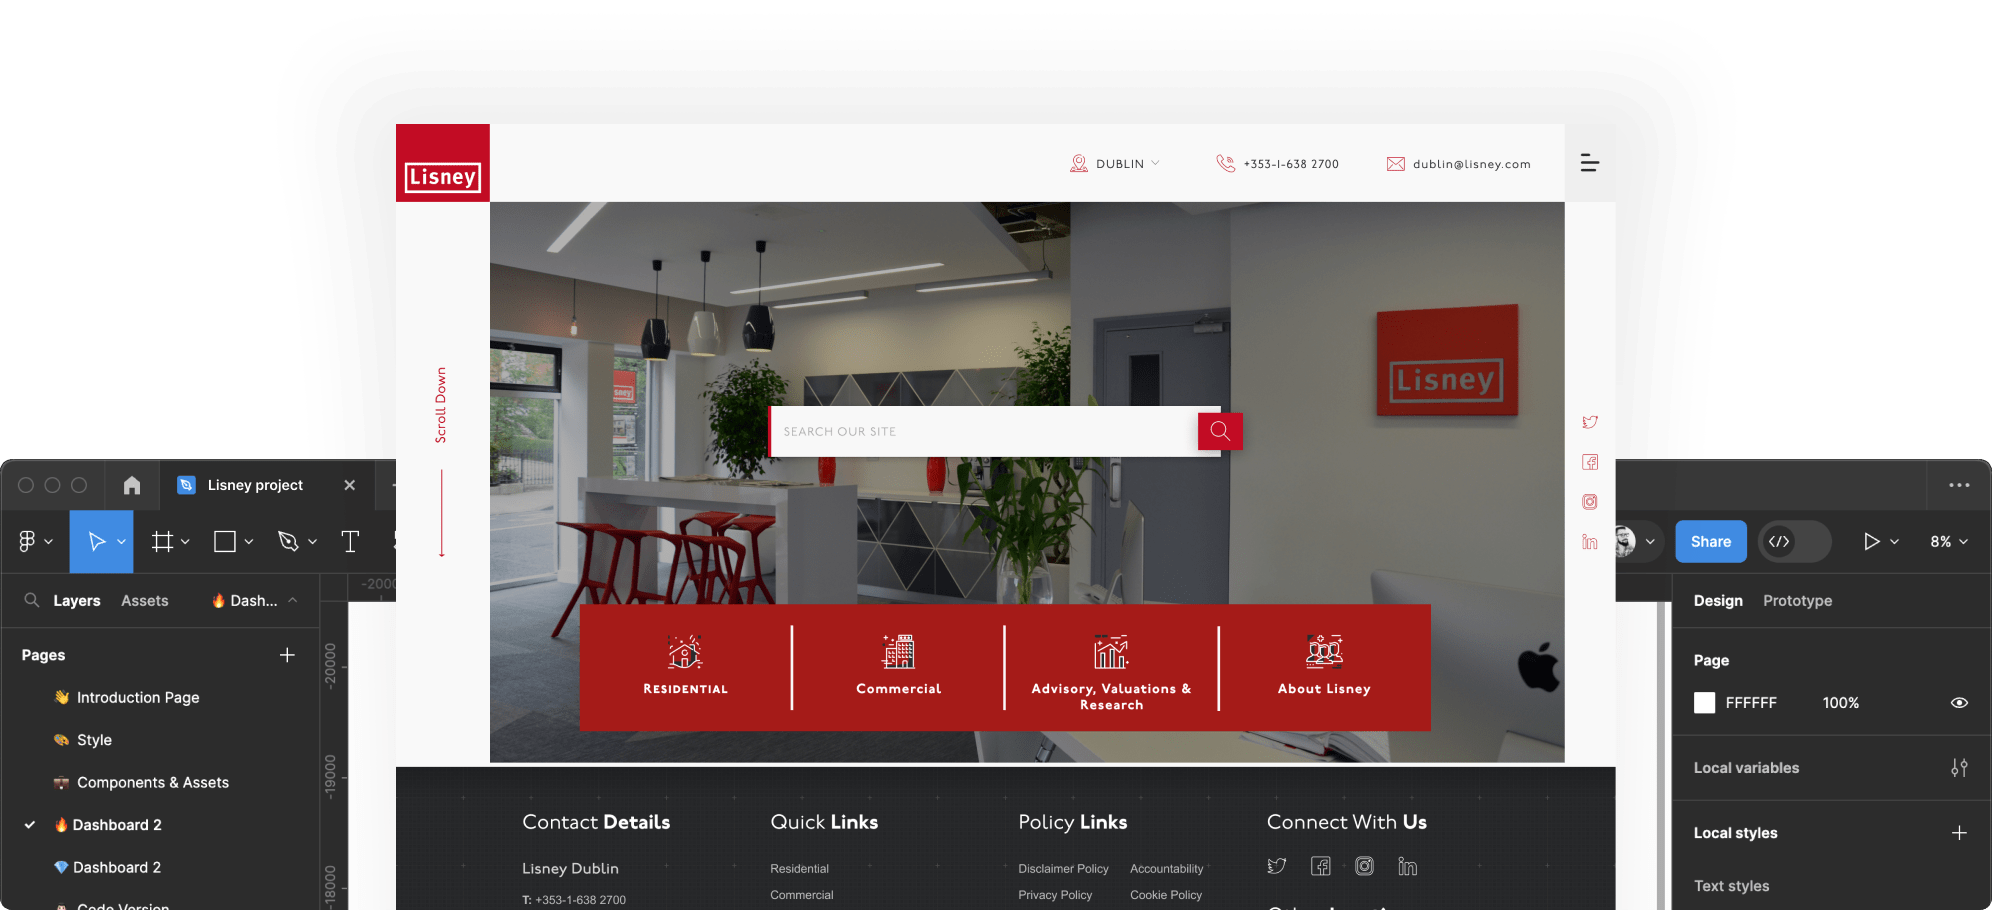 Lisney
DUBLIN
+353-1-638 2700
dublin@lisney.com
Scroll Down
Lisney
Lisney
SEARCH OUR SITE
RESIDENTIAL
Commercial
Advisory, Valuations &
Research
About Lisney
Contact Details
Lisney Dublin
T: +353-1-638 2700
Quick Links
Residential
Commercial
Policy Links
Disclaimer Policy
Accountability
Privacy Policy
Cookie Policy
Connect With Us
Lisney project
Layers
Assets
Dash...
Pages
Introduction Page
Style
Components & Assets
Dashboard 2
Dashboard 2
Code Version
-2000
-20000
-19000
-18000
Share
8%
Design
Prototype
Page
FFFFFF
100%
Local variables
Local styles
Text styles